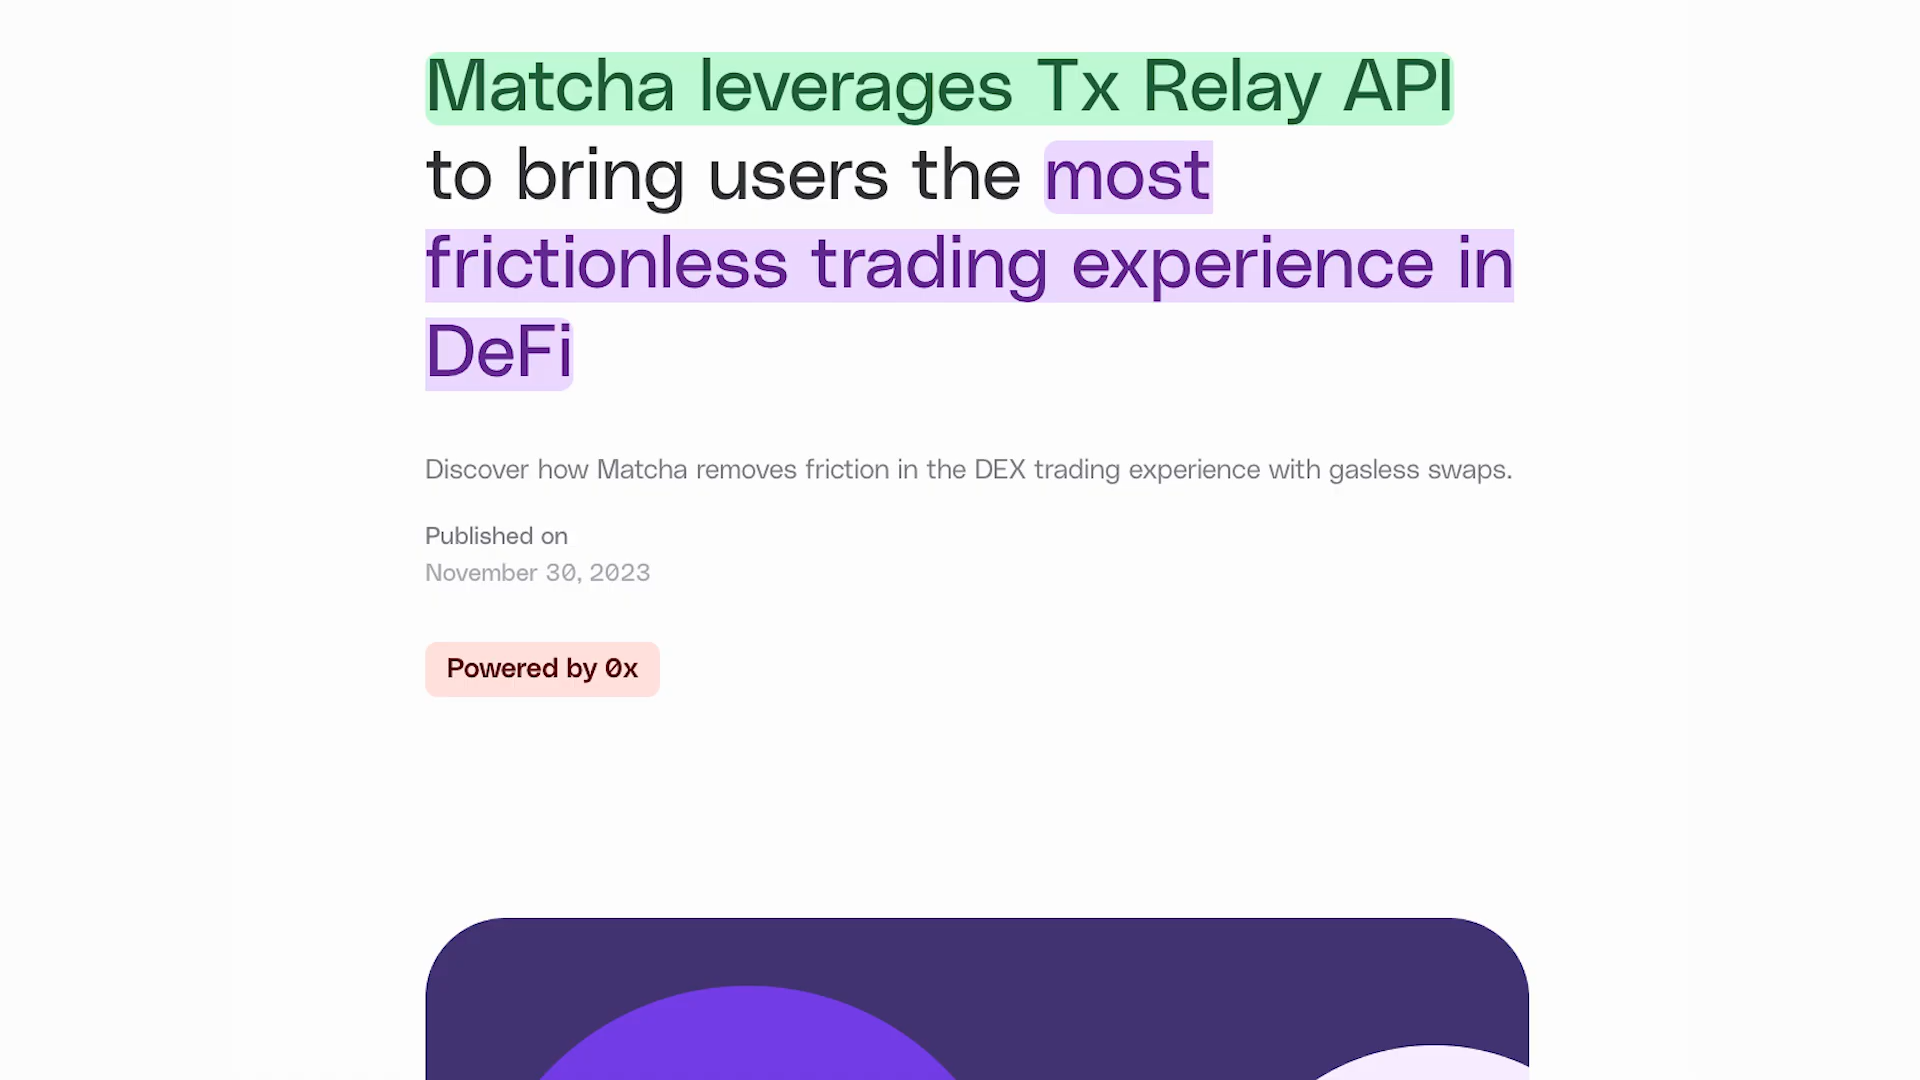 Matcha leverages Tx Relay API
to bring users the most
frictionless trading experience in
DeFi
Discover how Matcha removes friction in the DEX trading experience with gasless swaps.
Published on
November 30, 2023
Powered by 0x